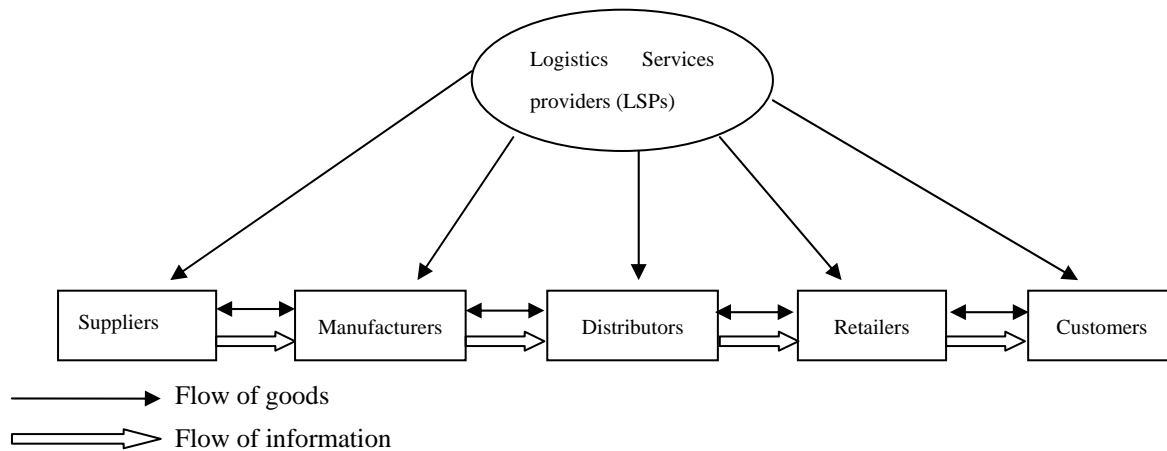 Logistics Services
providers (LSPs)
Suppliers
Manufacturers
Distributors
Retailers
Customers
Flow of goods
Flow of information